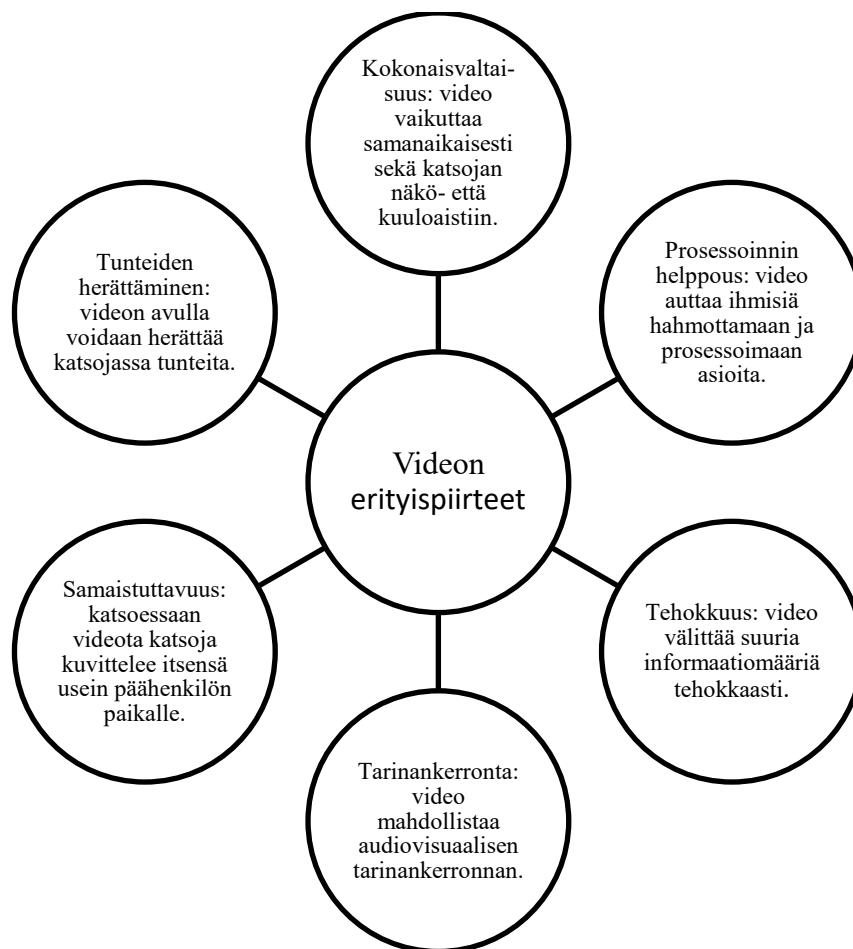 Kokonaisvaltai-
suus: video
vaikuttaa
samanaikaisesti
sekä katsojan
näkö- että
kuuloaistiin.
Prosessoinnin
helppous: video
auttaa ihmisiä
hahmottamaan ja
prosessoimaan
asioita.
Tehokkuus: video
välittää suuria
informaatiomääriä
tehokkaasti.
Tarinankerronta:
video
mahdollistaa
audiovisuaalisen
tarinankerronnan.
Samaistuttavuus:
katsoessaan
videota katsoja
kuvittelee itsensä
usein päähenkilön
paikalle.
Tunteiden
herättäminen:
videon avulla
voidaan herättää
katsojassa tunteita.
Videon
erityispiirteet